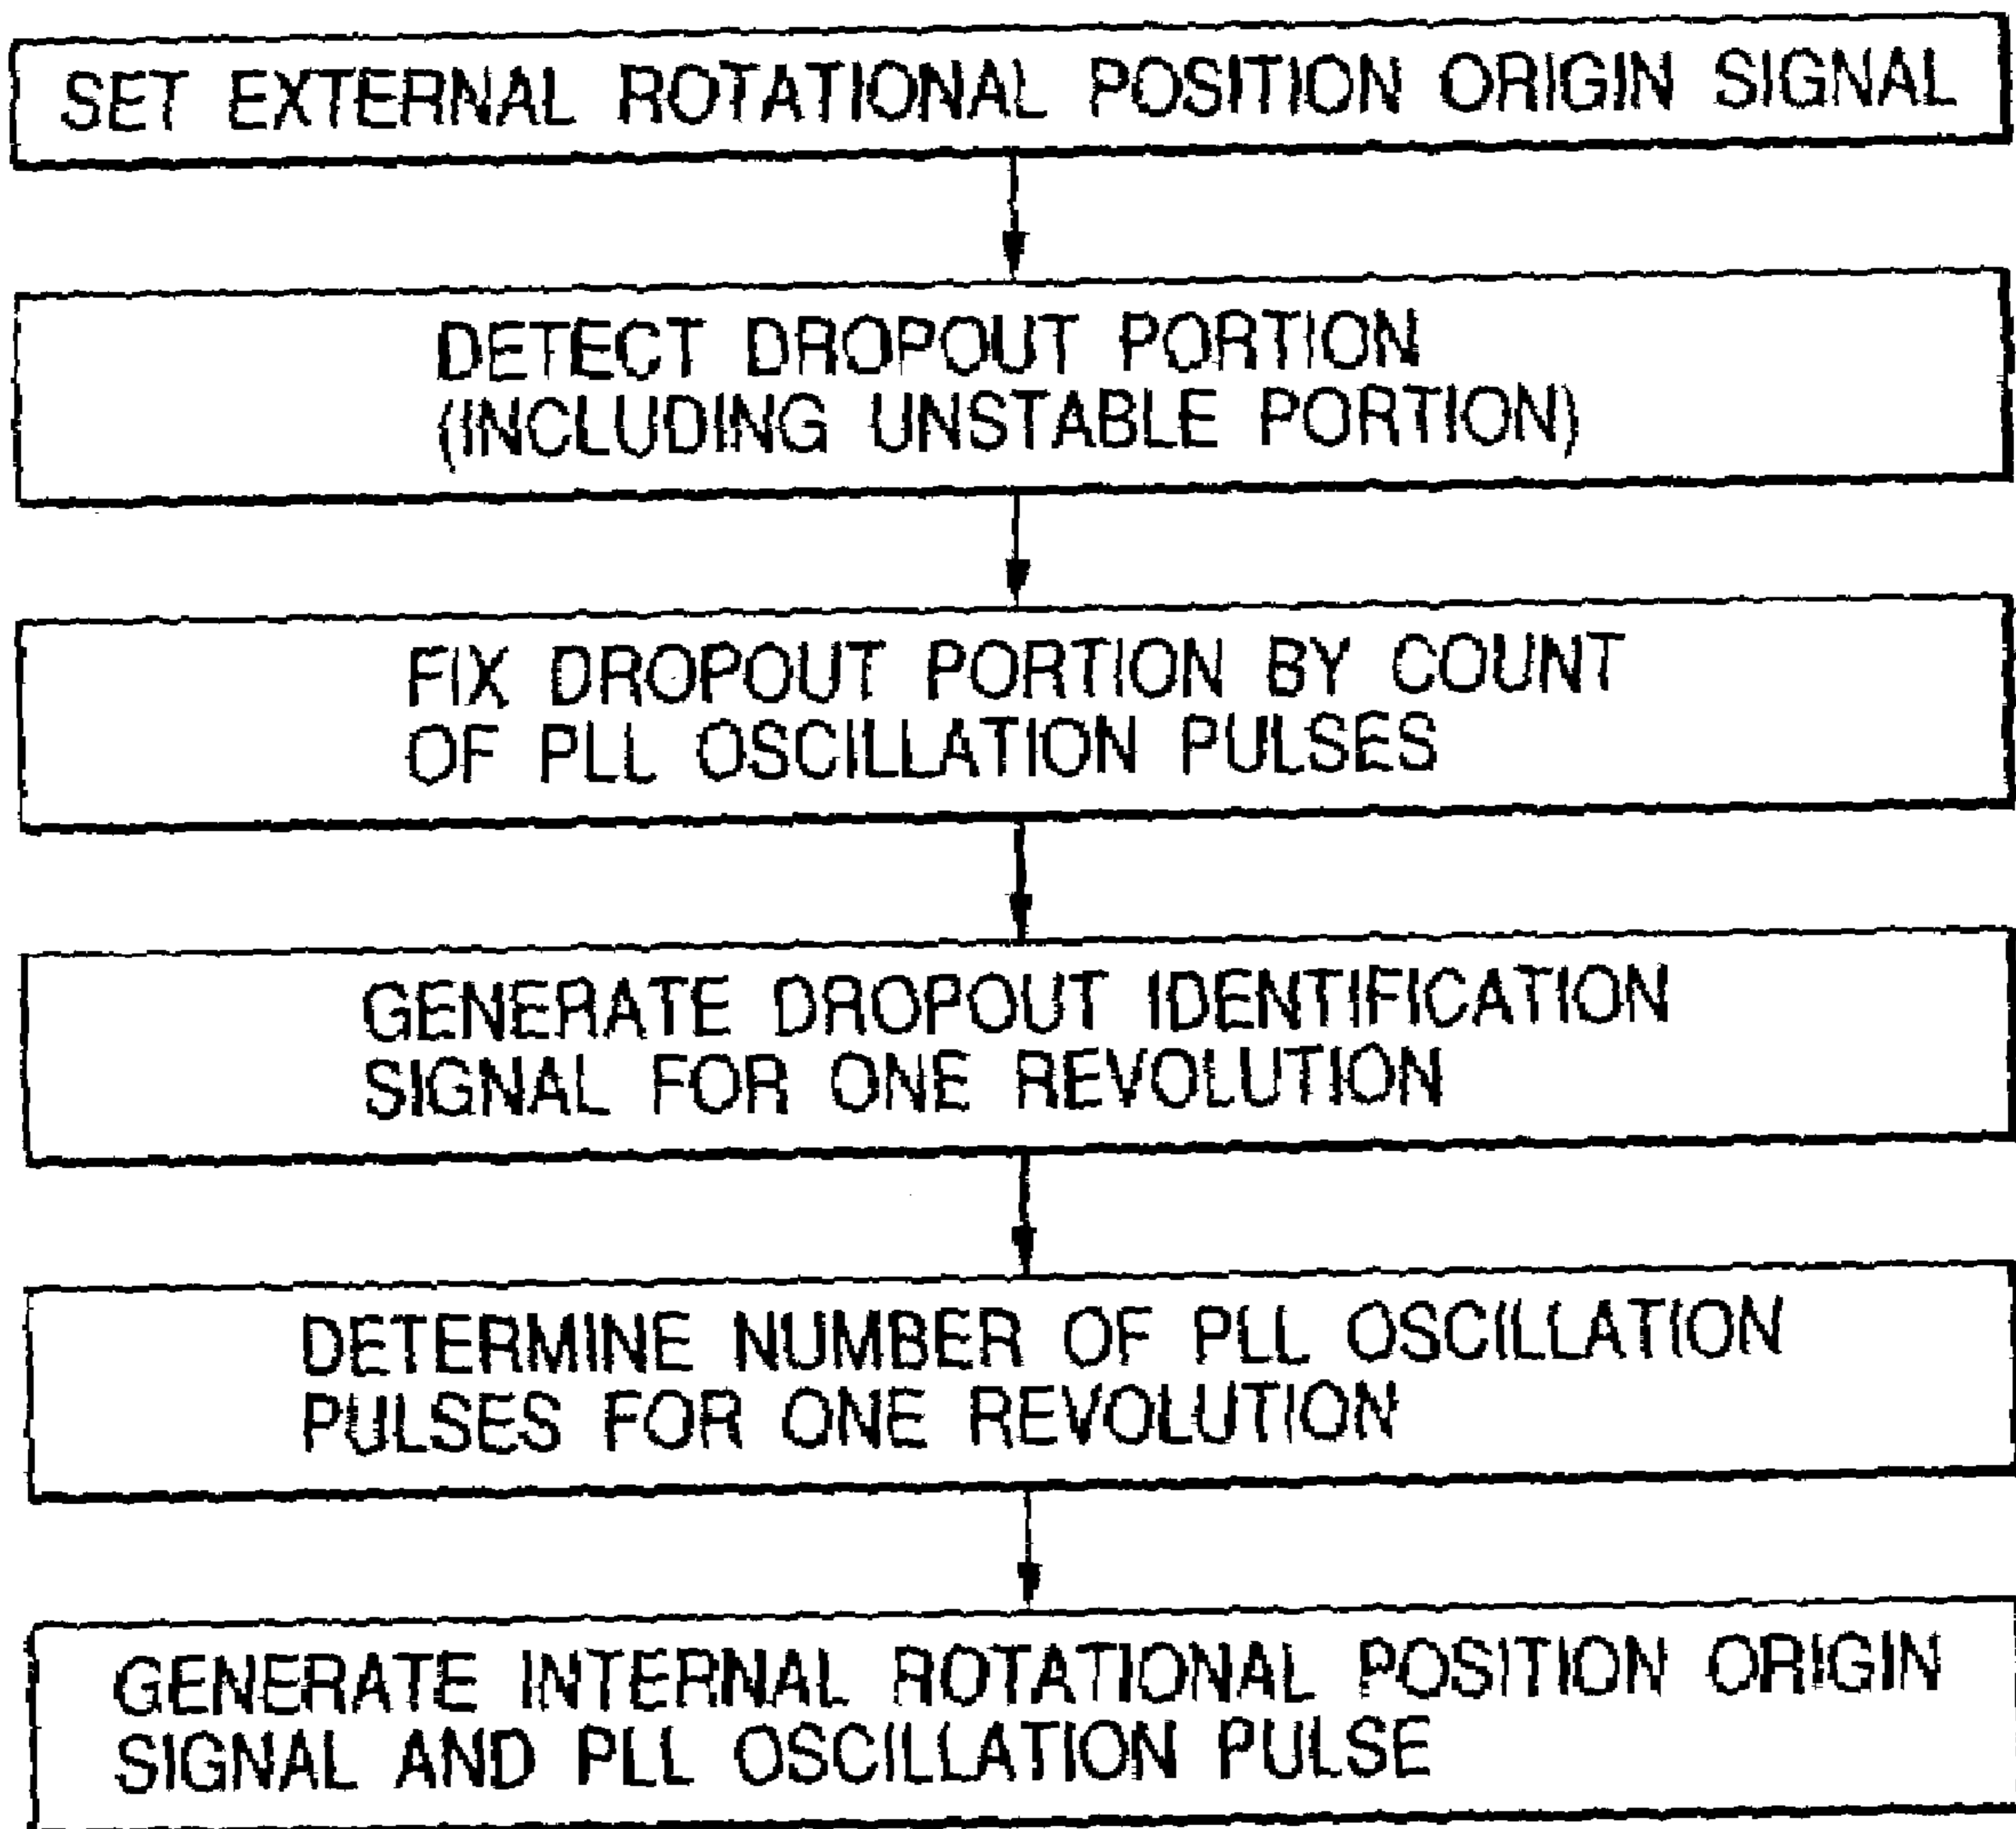 SET EXTERNAL ROTATIONAL POSITION ORIGIN SIGNAL
DETECT DROPOUT PORTION
(INCLUDING UNSTABLE PORTION)
FIX DROPOUT PORTION BY COUNT
OF PLL OSCILLATION PULSES
GENERATE DROPOUT IDENTIFICATION
SIGNAL FOR ONE REVOLUTION
DETERMINE NUMBER OF PLL OSCILLATION
PULSES FOR ONE REVOLUTION
GENERATE INTERNAL ROTATIONAL POSITION ORIGIN
SIGNAL AND PLL OSCILLATION PULSE